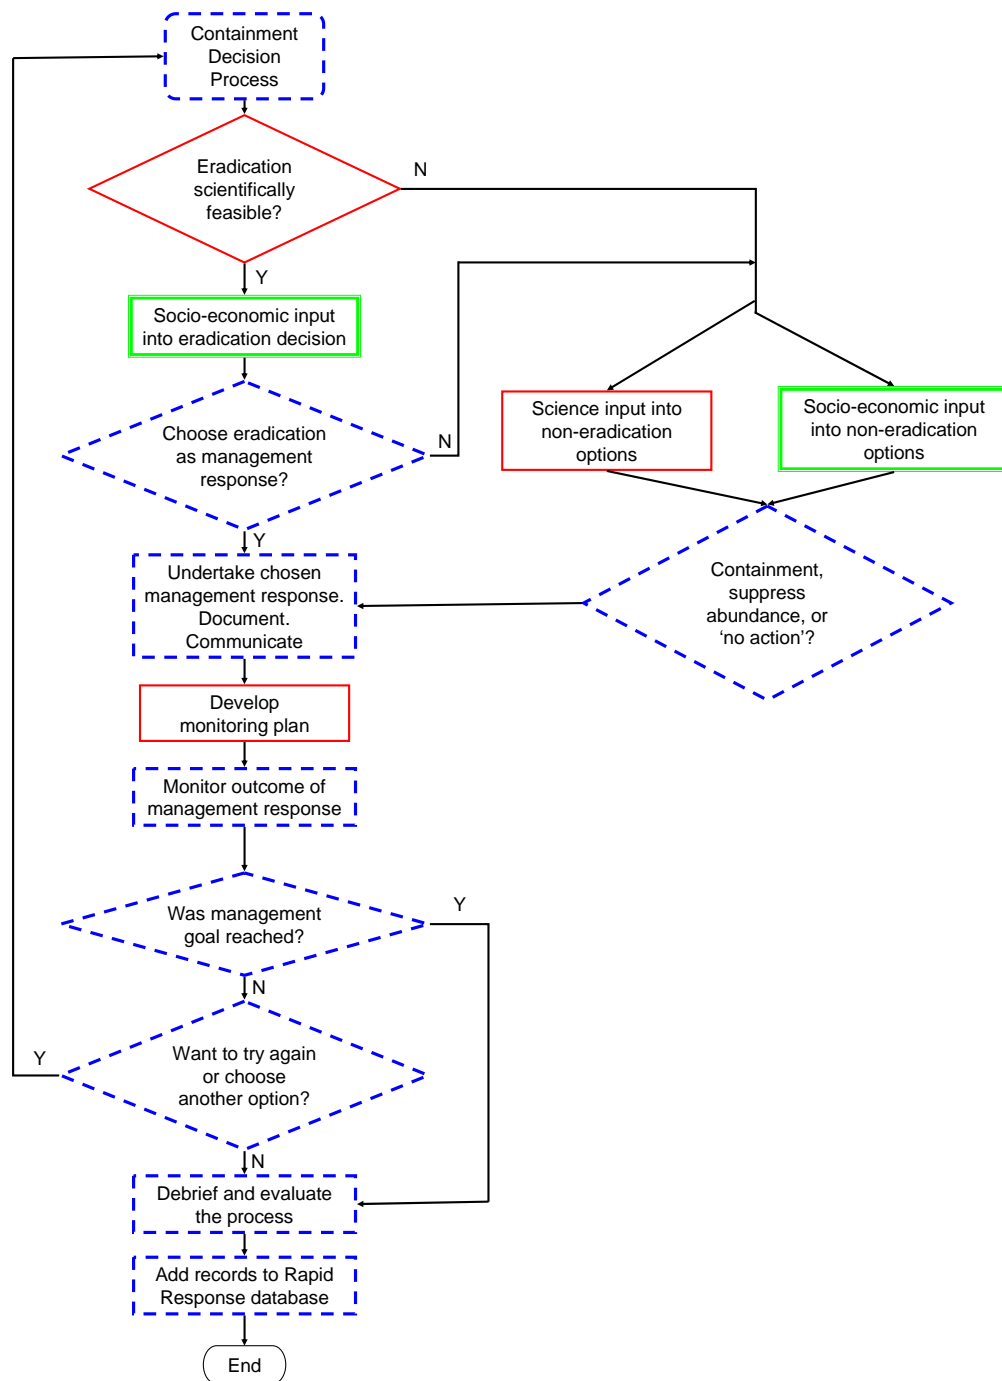 Containment
Decision
Process
Eradication
scientifically
feasible?
N
Y
Socio-economic input
into eradication decision
Choose eradication
as management
response?
N
Science input into
non-eradication
options
Socio-economic input
into non-eradication
options
Y
Undertake chosen
management response.
Document.
Communicate
Containment,
suppress
abundance, or
‘no action’?
Develop
monitoring plan
Monitor outcome of
management response
Was management
goal reached?
Y
N
Want to try again
or choose
another option?
Y
N
Debrief and evaluate
the process
Add records to Rapid
Response database
End